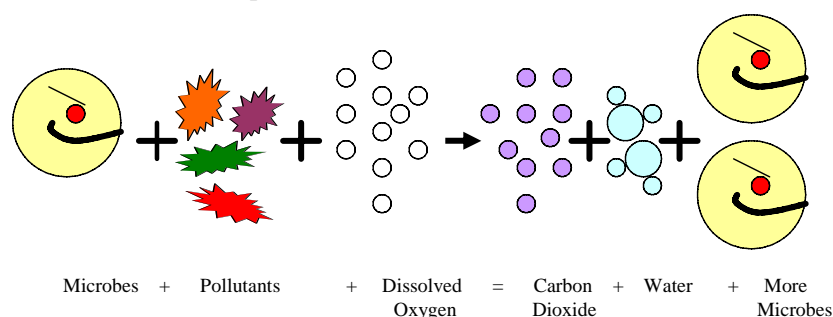 Microbes + Pollutants + Dissolved = Carbon + Water + More
Oxygen Dioxide Microbes